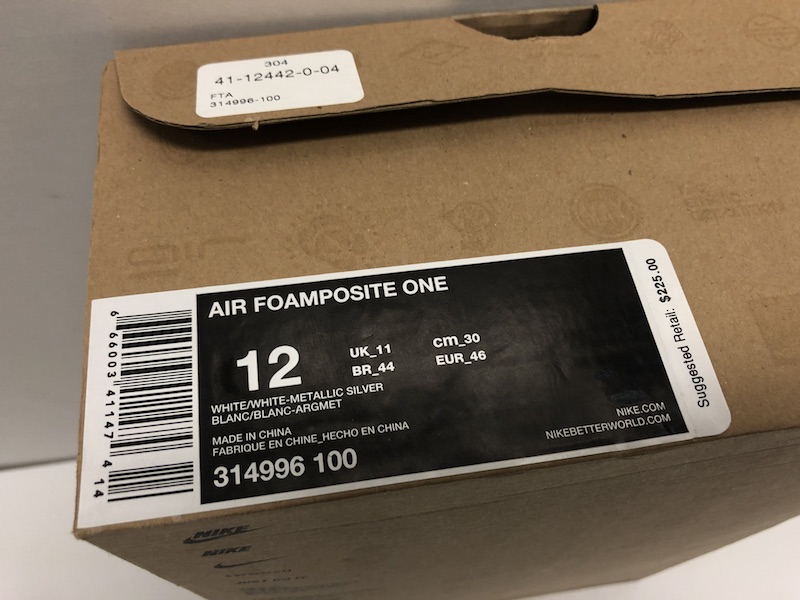 304
41-12442-0-04
FTA
314996-100
AIR FOAMPOSITE ONE
12
UK_11
cm_30
BR_44
EUR_46
WHITE/WHITE-METALLIC SILVER
BLANC/BLANC-ARGMET
MADE IN CHINA
FABRIQUE EN CHINE_HECHO EN CHINA
314996 100
NIKE.COM
NIKEBETTERWORLD.COM
Suggested Retail: $225.00
6 66003 41147 4 14
NIKE
NIKE